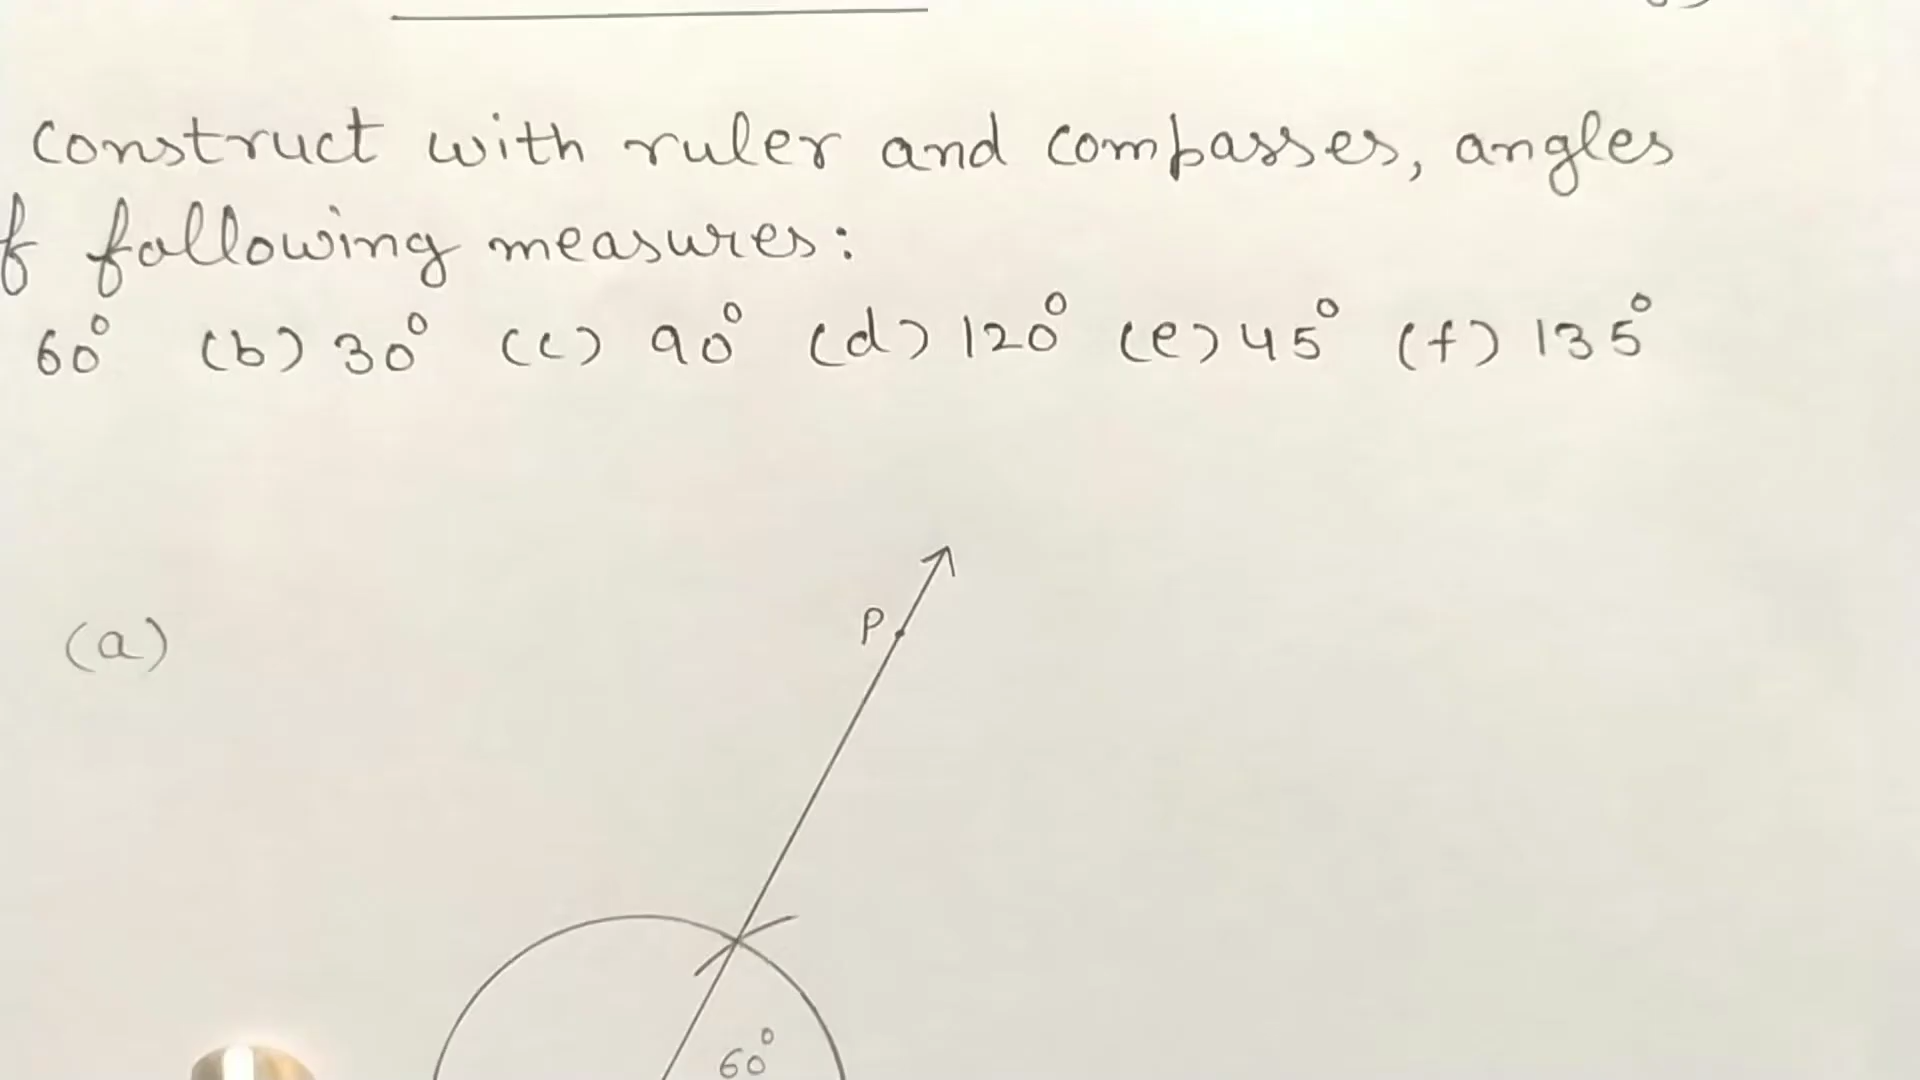 construct with ruler and compasses, angles
f following measures:
60° (b) 30° (c) 90° (d) 120° (e) 45° (f) 135°
P
(a)
60°